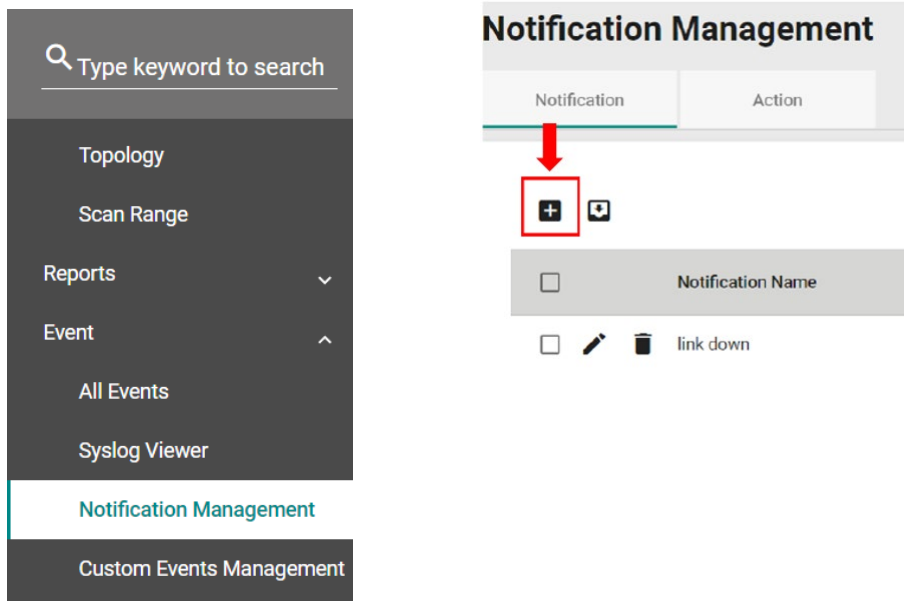 Type keyword to search
Topology
Scan Range
Reports
Event
All Events
Syslog Viewer
Notification Management
Custom Events Management
Notification Management
Notification Action
Notification Name
link down